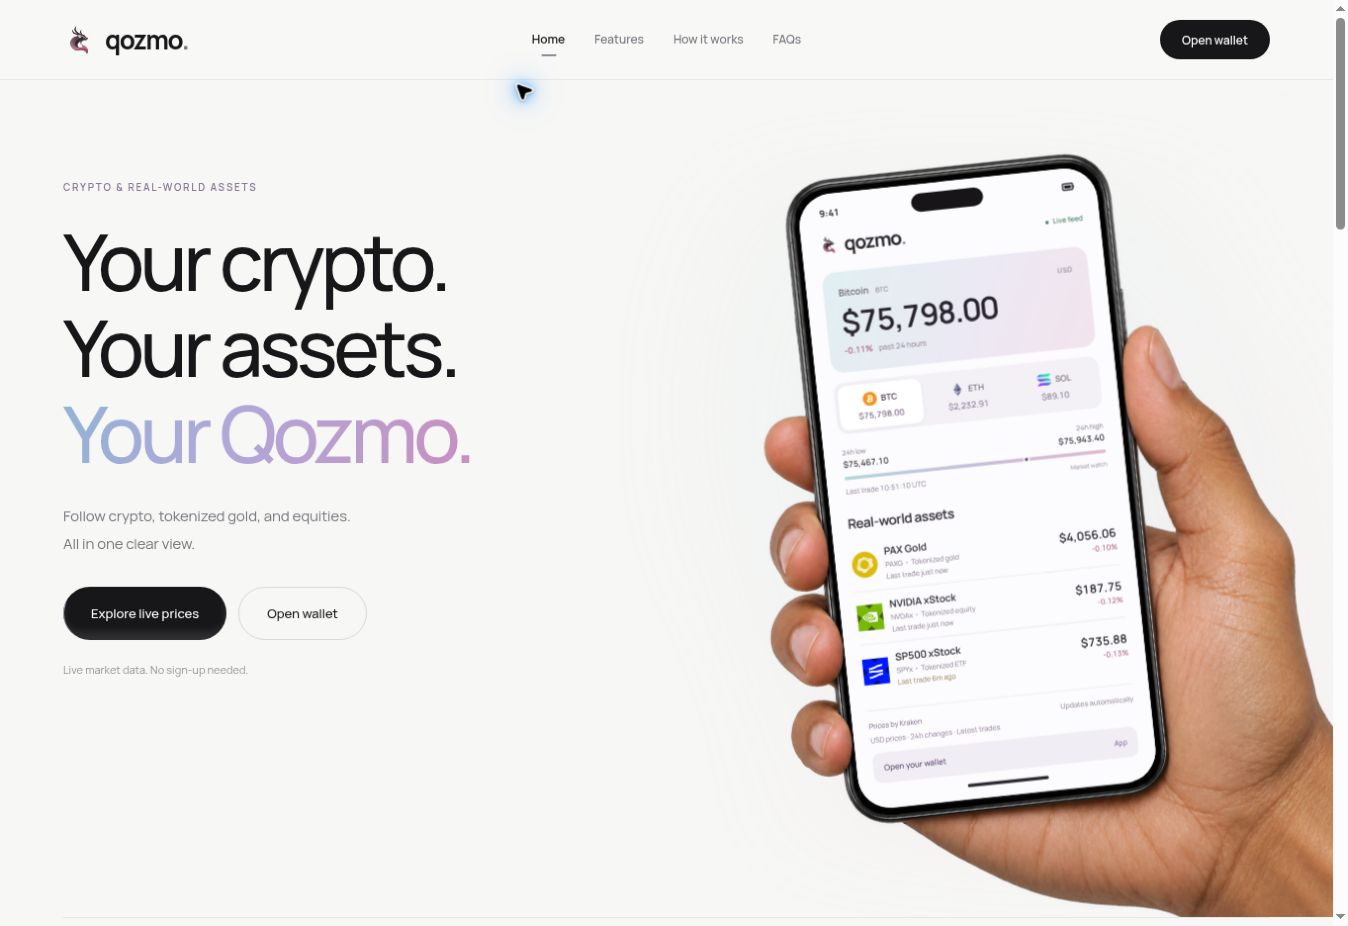 qozmo.
Home
Features
How it works
FAQs
Open wallet
CRYPTO & REAL-WORLD ASSETS
Your crypto.
Your assets.
Your Qozmo.
Follow crypto, tokenized gold, and equities.
All in one clear view.
Explore live prices
Open wallet
Live market data. No sign-up needed.
9:41
qozmo.
Live feed
Bitcoin BTC
USD
$75,798.00
-0.11% past 24 hours
BTC
$75,798.00
ETH
$2,232.91
SOL
$89.10
24h low
$75,467.10
24h high
$75,943.40
Last trade 10:51:10 UTC
Market watch
Real-world assets
PAX Gold
PAXG • Tokenized gold
Last trade just now
$4,056.06
-0.10%
NVIDIA xStock
NVDAx • Tokenized equity
Last trade just now
$187.75
-0.12%
SP500 xStock
SPYx • Tokenized ETF
Last trade 6m ago
$735.88
-0.13%
Prices by Kraken
Updates automatically
USD prices · 24h changes · Latest trades
Open your wallet
App